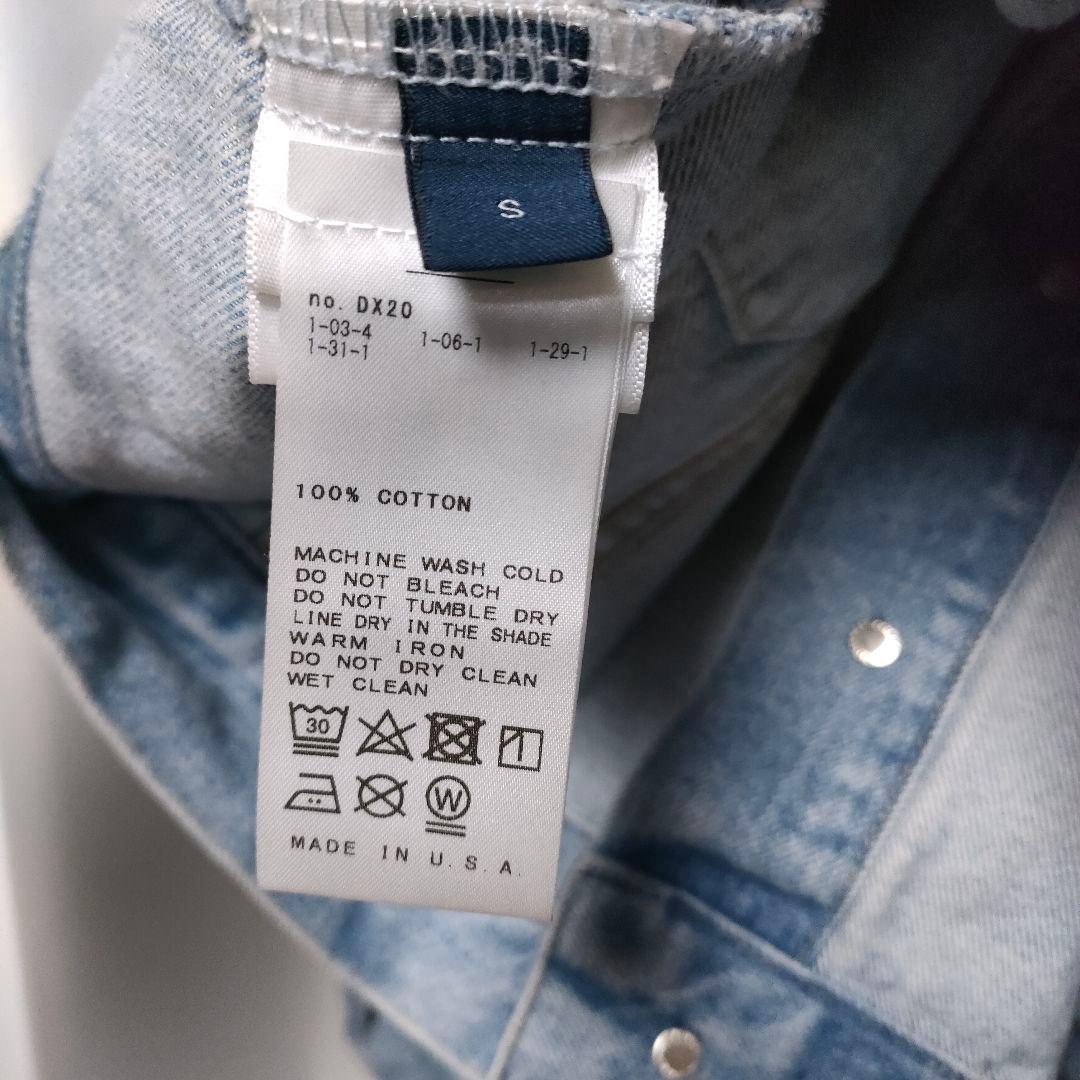 S
no. DX20
1-03-4 1-06-1 1-29-1
1-31-1
100% COTTON
MACHINE WASH COLD
DO NOT BLEACH
DO NOT TUMBLE DRY
LINE DRY IN THE SHADE
WARM IRON
DO NOT DRY CLEAN
WET CLEAN
30
W
MADE IN U.S.A.